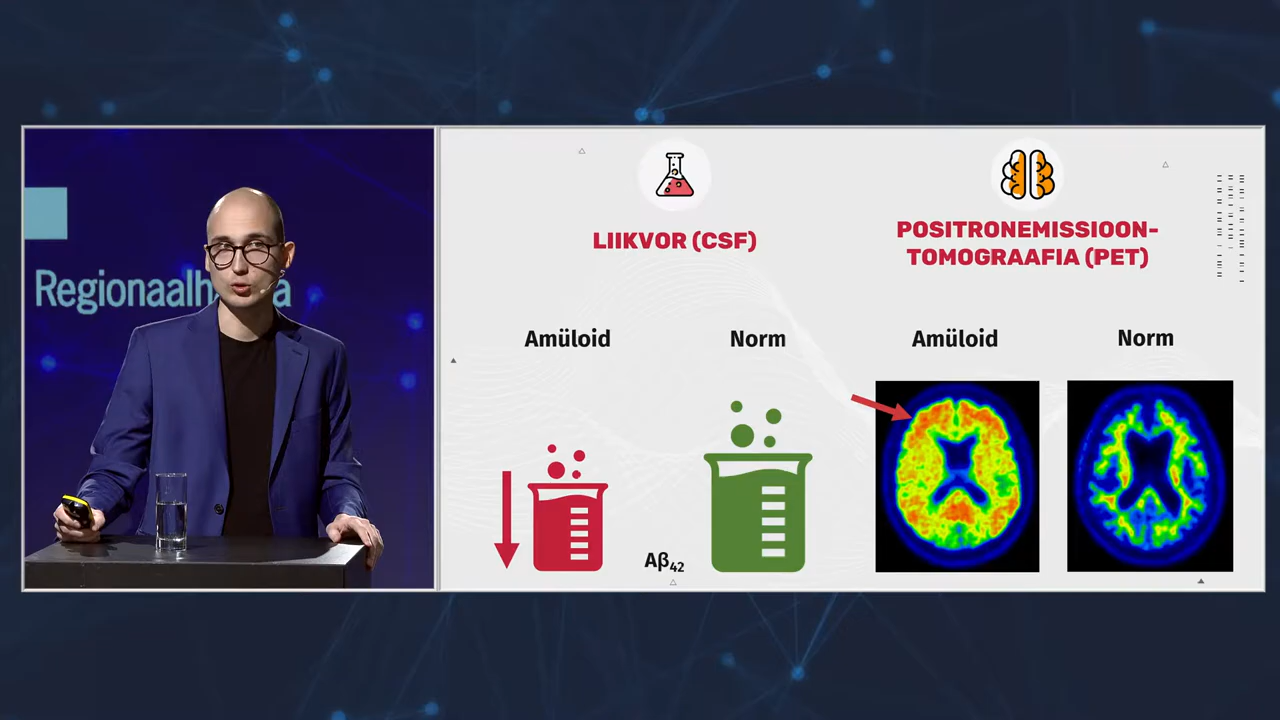 Regionaalh
a
LIIKVOR (CSF)
POSITRONEMISSIOON-
TOMOGRAAFIA (PET)
Amüloid
Norm
Amüloid
Norm
Aβ₄₂